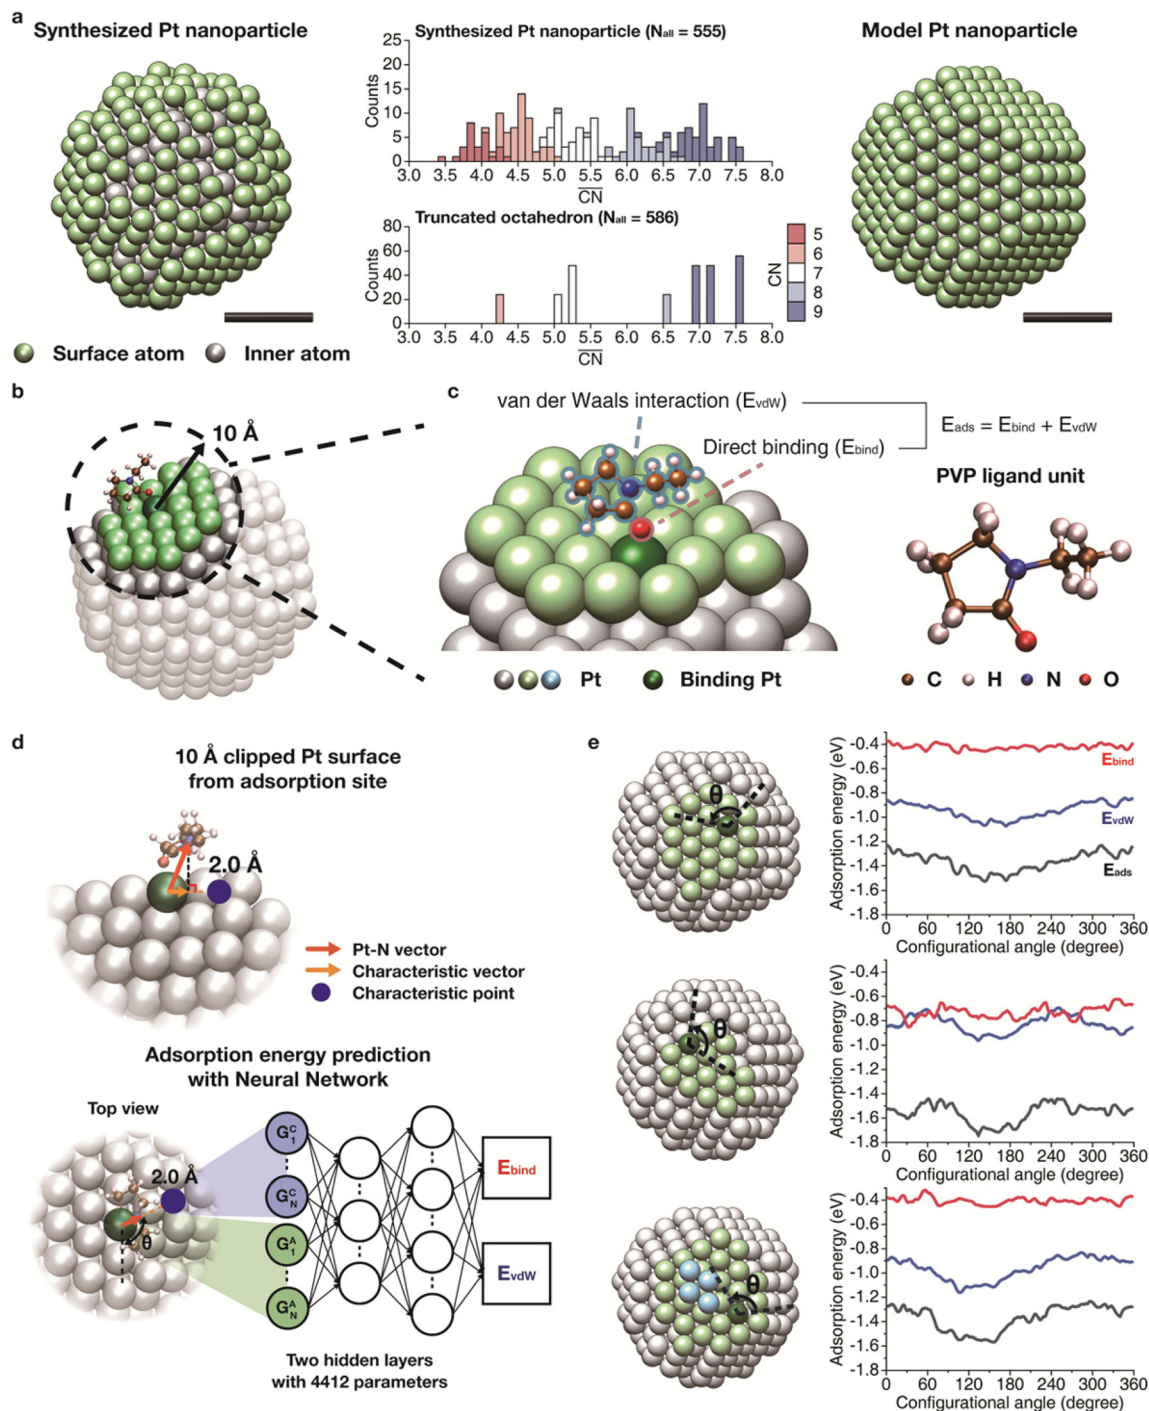 a
Synthesized Pt nanoparticle
Synthesized Pt nanoparticle (Nall = 555)
Model Pt nanoparticle
Counts
25
20
15
10
5
0
3.0 3.5 4.0 4.5 5.0 5.5 6.0 6.5 7.0 7.5 8.0
CN
Truncated octahedron (Nall = 586)
Counts
80
60
40
20
0
3.0 3.5 4.0 4.5 5.0 5.5 6.0 6.5 7.0 7.5 8.0
CN
CN
5
6
7
8
9
Surface atom Inner atom
b
10 Å
c
van der Waals interaction (EvdW)
Direct binding (Ebind)
Eads = Ebind + EvdW
PVP ligand unit
Pt Binding Pt
C H N O
d
10 Å clipped Pt surface
from adsorption site
2.0 Å
Pt-N vector
Characteristic vector
Characteristic point
Adsorption energy prediction
with Neural Network
Top view
2.0 Å
θ
G1C
GNC
G1A
GNA
Ebind
EvdW
Two hidden layers
with 4412 parameters
e
θ
Adsorption energy (eV)
-0.4
-0.6
-0.8
-1.0
-1.2
-1.4
-1.6
-1.8
Ebind
EvdW
Eads
0 60 120 180 240 300 360
Configurational angle (degree)
θ
Adsorption energy (eV)
-0.4
-0.6
-0.8
-1.0
-1.2
-1.4
-1.6
-1.8
0 60 120 180 240 300 360
Configurational angle (degree)
θ
Adsorption energy (eV)
-0.4
-0.6
-0.8
-1.0
-1.2
-1.4
-1.6
-1.8
0 60 120 180 240 300 360
Configurational angle (degree)